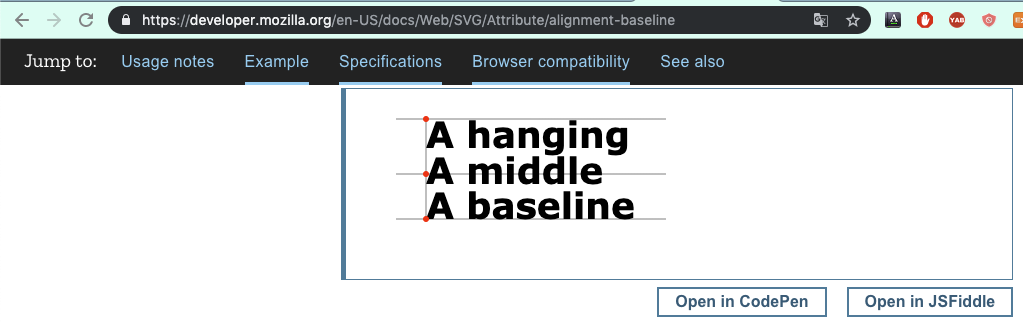 https://developer.mozilla.org/en-US/docs/Web/SVG/Attribute/alignment-baseline
A
YAB
Jump to: Usage notes Example Specifications Browser compatibility See also
A hanging
A middle
A baseline
Open in CodePen Open in JSFiddle